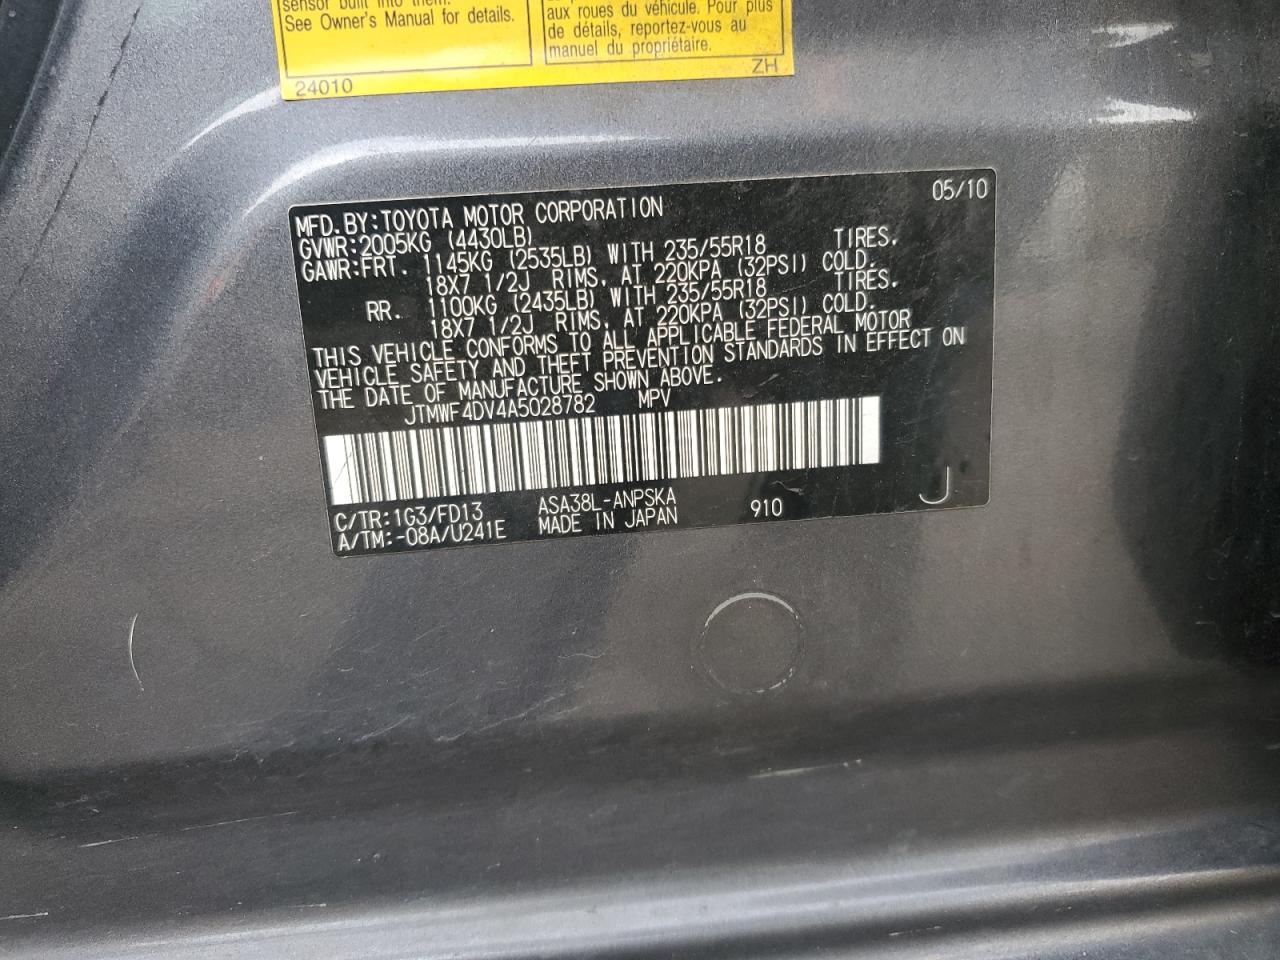 See Owner's Manual for details.
aux roues du véhicule. Pour plus
de détails, reportez-vous au
manuel du propriétaire.
24010
ZH
05/10
MFD.BY:TOYOTA MOTOR CORPORATION
GVWR:2005KG (4430LB)
GAWR:FRT. 1145KG (2535LB) WITH 235/55R18 TIRES.
18X7 1/2J RIMS. AT 220KPA (32PSI) COLD.
RR. 1100KG (2435LB) WITH 235/55R18 TIRES.
18X7 1/2J RIMS. AT 220KPA (32PSI) COLD.
THIS VEHICLE CONFORMS TO ALL APPLICABLE FEDERAL MOTOR
VEHICLE SAFETY AND THEFT PREVENTION STANDARDS IN EFFECT ON
THE DATE OF MANUFACTURE SHOWN ABOVE.
JTMWF4DV4A5028782 MPV
C/TR:1G3/FD13 ASA38L-ANPSKA 910 J
A/TM:-08A/U241E MADE IN JAPAN